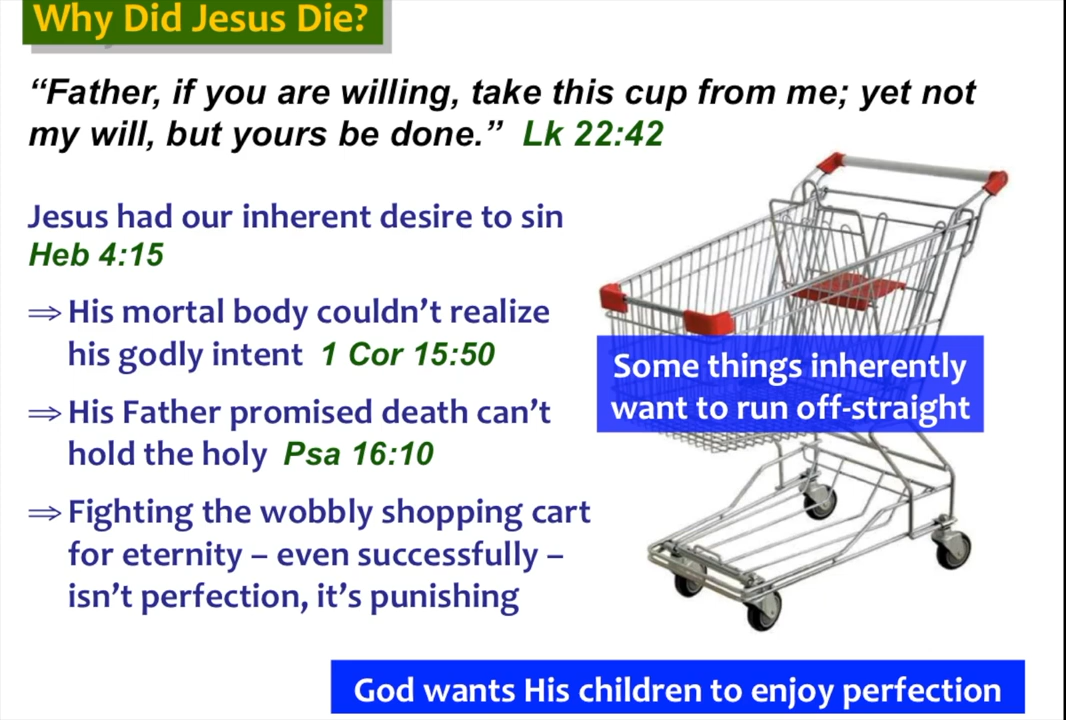 Why Did Jesus Die?
“Father, if you are willing, take this cup from me; yet not
my will, but yours be done.” Lk 22:42
Jesus had our inherent desire to sin
Heb 4:15
⇒ His mortal body couldn’t realize
his godly intent 1 Cor 15:50
⇒ His Father promised death can’t
hold the holy Psa 16:10
⇒ Fighting the wobbly shopping cart
for eternity – even successfully –
isn’t perfection, it’s punishing
Some things inherently
want to run off-straight
God wants His children to enjoy perfection